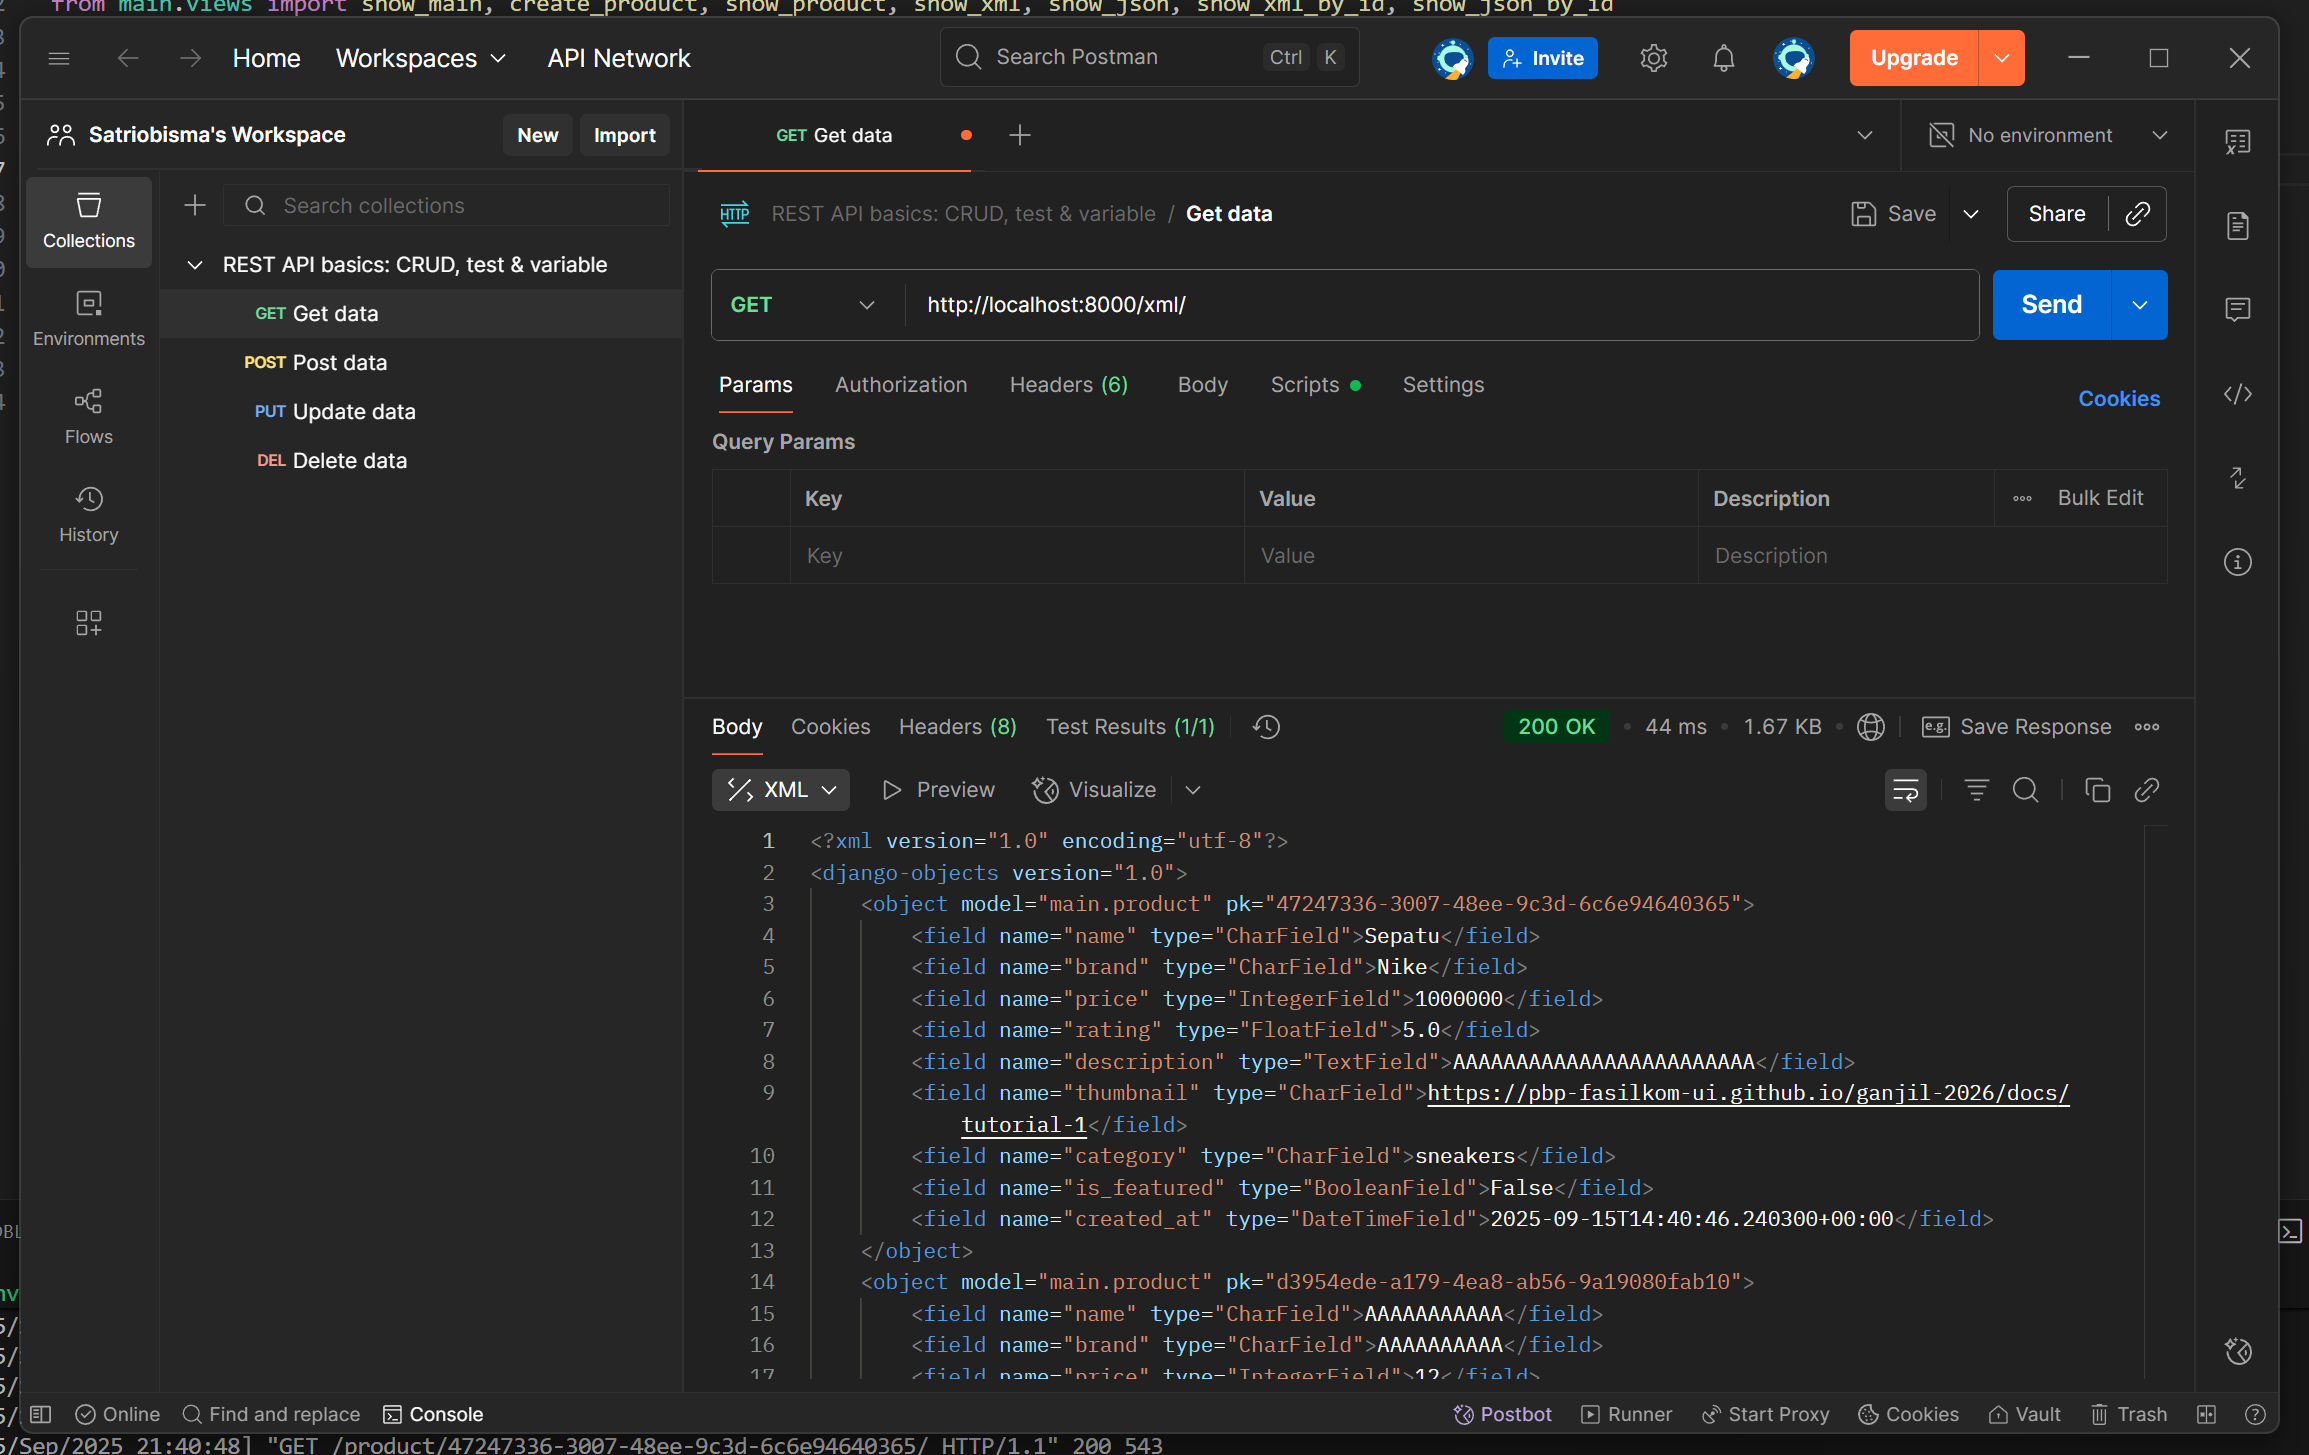 from main.views import show_main, create_product, show_product, show_xml, show_json, show_xml_by_id, show_json_by_id
Home Workspaces API Network Search Postman Ctrl K Invite Upgrade
Satriobisma's Workspace New Import
GET Get data No environment
Collections
Environments
Flows
History
Search collections
REST API basics: CRUD, test & variable
GET Get data
POST Post data
PUT Update data
DEL Delete data
HTTP REST API basics: CRUD, test & variable / Get data Save Share
GET http://localhost:8000/xml/ Send
Params Authorization Headers (6) Body Scripts Settings Cookies
Query Params
Key Value Description Bulk Edit
Key Value Description
Body Cookies Headers (8) Test Results (1/1) 200 OK • 44 ms • 1.67 KB • e.g. Save Response
XML Preview Visualize
1 <?xml version="1.0" encoding="utf-8"?>
2 <django-objects version="1.0">
3 <object model="main.product" pk="47247336-3007-48ee-9c3d-6c6e94640365">
4 <field name="name" type="CharField">Sepatu</field>
5 <field name="brand" type="CharField">Nike</field>
6 <field name="price" type="IntegerField">1000000</field>
7 <field name="rating" type="FloatField">5.0</field>
8 <field name="description" type="TextField">AAAAAAAAAAAAAAAAAAAAAAAA</field>
9 <field name="thumbnail" type="CharField">https://pbp-fasilkom-ui.github.io/ganjil-2026/docs/
tutorial-1</field>
10 <field name="category" type="CharField">sneakers</field>
11 <field name="is_featured" type="BooleanField">False</field>
12 <field name="created_at" type="DateTimeField">2025-09-15T14:40:46.240300+00:00</field>
13 </object>
14 <object model="main.product" pk="d3954ede-a179-4ea8-ab56-9a19080fab10">
15 <field name="name" type="CharField">AAAAAAAAAAA</field>
16 <field name="brand" type="CharField">AAAAAAAAAA</field>
17 <field name="price" type="IntegerField">12</field>
Online Find and replace Console Postbot Runner Start Proxy Cookies Vault Trash
5/Sep/2025 21:40:48] "GET /product/47247336-3007-48ee-9c3d-6c6e94640365/ HTTP/1.1" 200 543